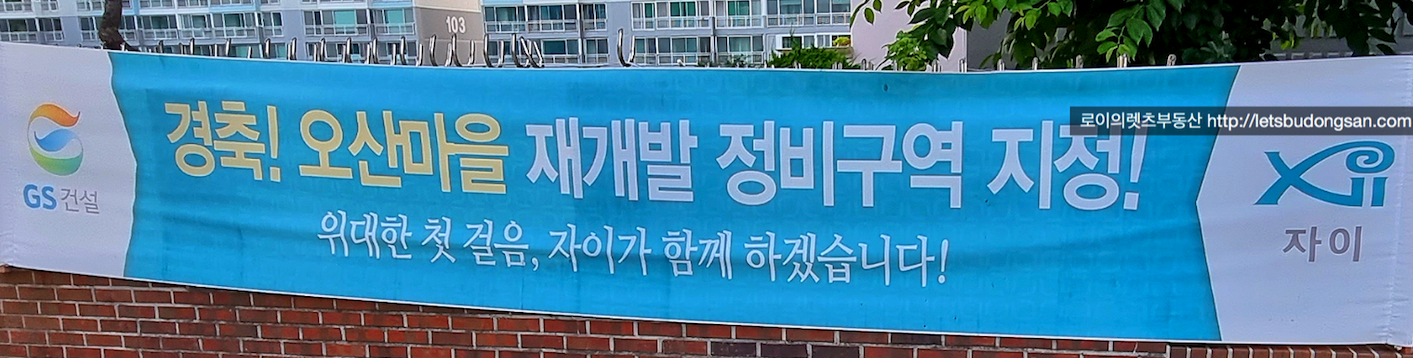 103
경축! 오산마을 재개발 정비구역 지정!
위대한 첫 걸음, 자이가 함께 하겠습니다!
GS건설
Xi
자이
로이의렛츠부동산 http://letsbudongsan.com